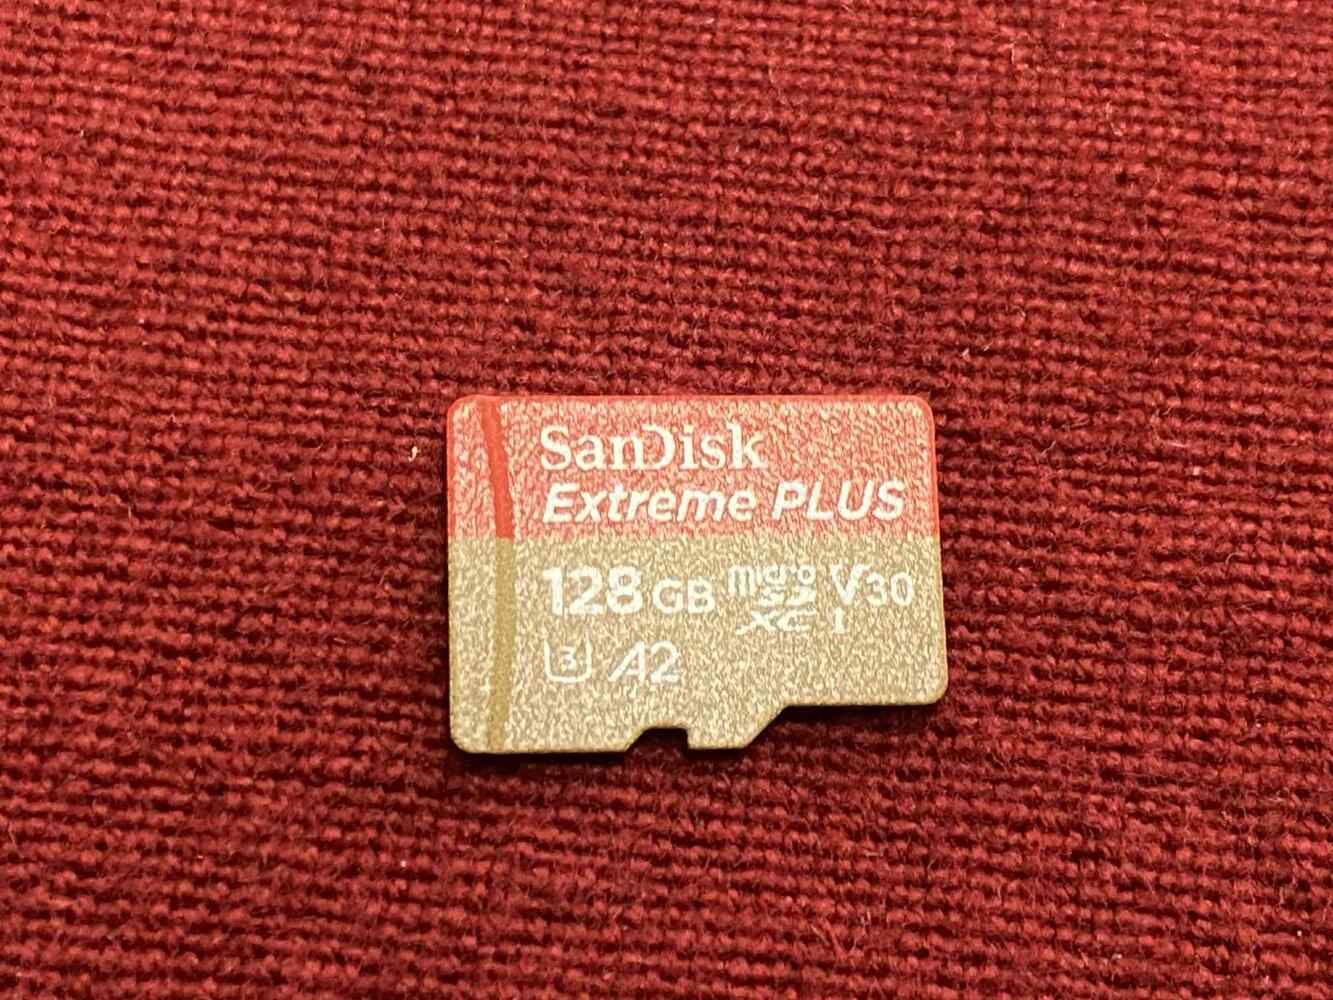 SanDisk
Extreme PLUS
128 GB micro SD XC I V30
3 A2